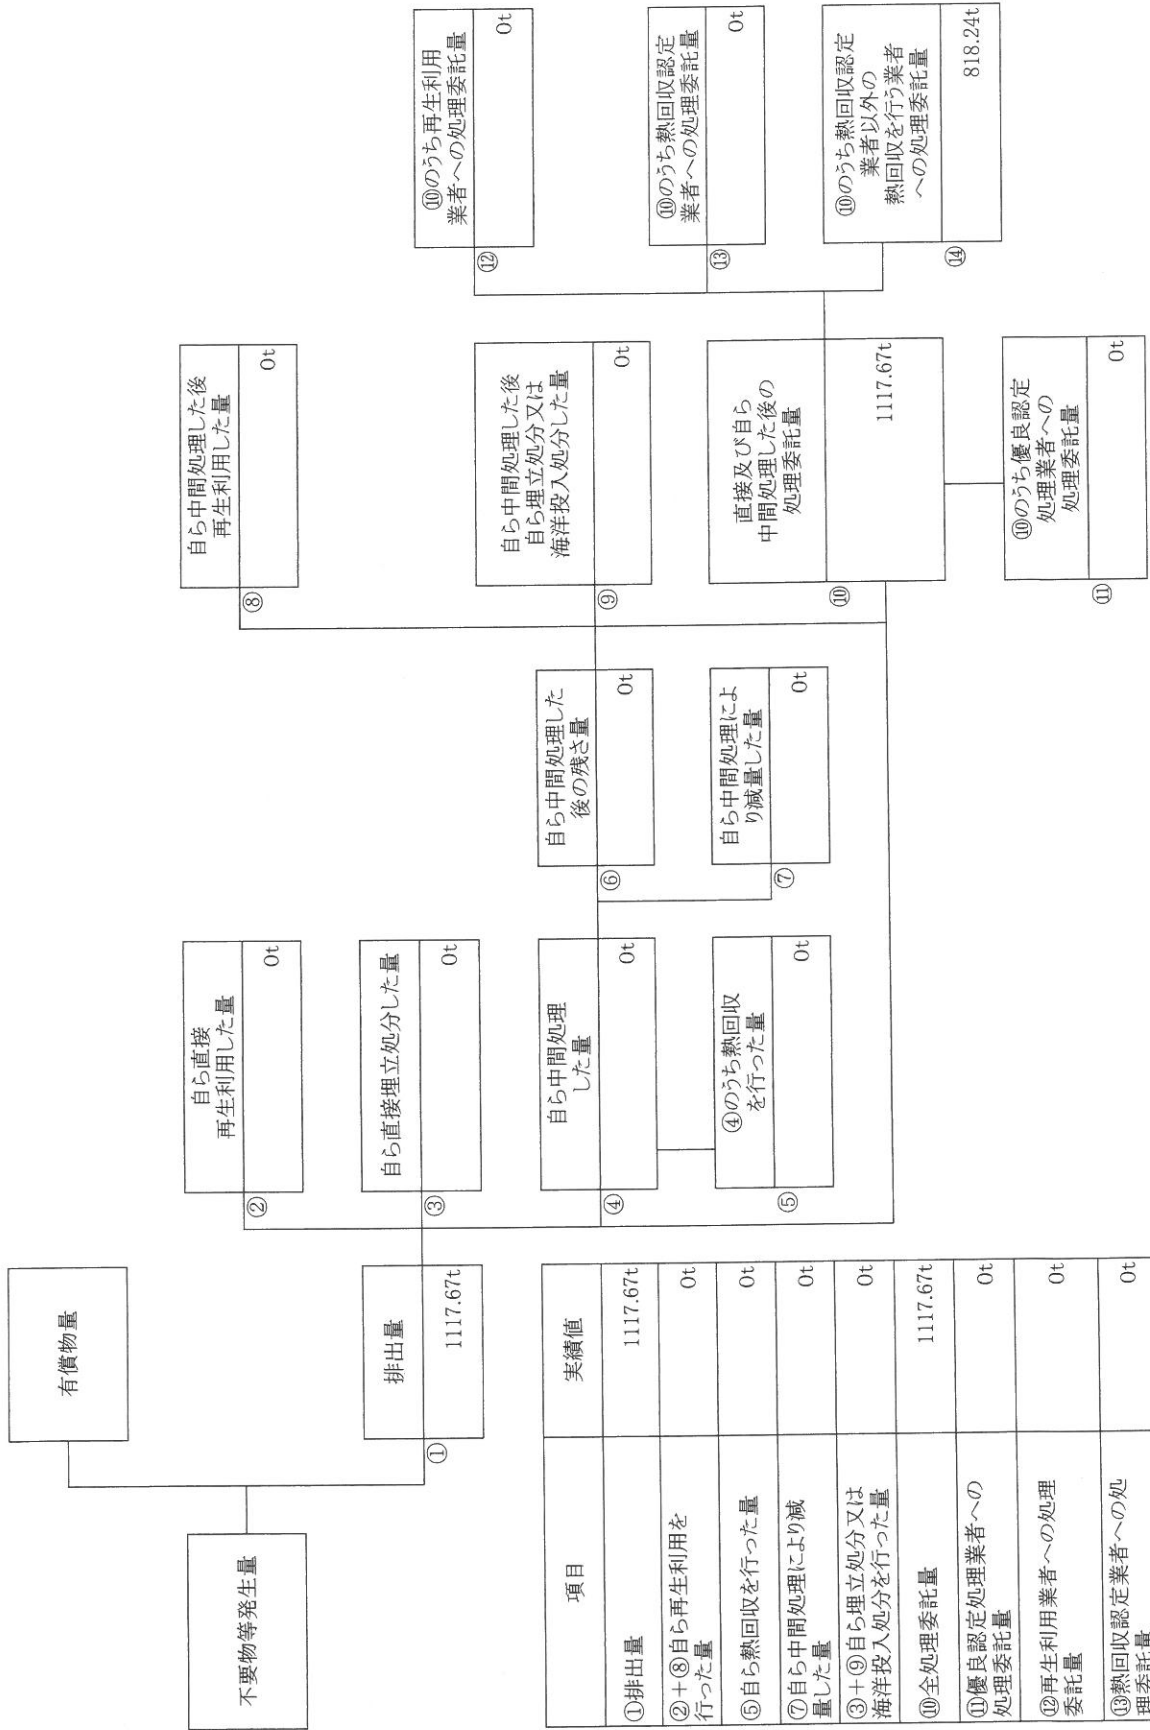 不要物等発生量
有償物量
排出量
①
1117.67t
自ら直接
再生利用した量
②
0t
自ら直接埋立処分した量
③
0t
自ら中間処理
した量
④
0t
④のうち熱回収
を行った量
⑤
0t
自ら中間処理した
後の残さ量
⑥
0t
自ら中間処理によ
り減量した量
⑦
0t
自ら中間処理した後
再生利用した量
⑧
0t
自ら中間処理した後
自ら埋立処分又は
海洋投入処分した量
⑨
0t
直接及び自ら
中間処理した後の
処理委託量
⑩
1117.67t
⑩のうち優良認定
処理業者への
処理委託量
⑪
0t
⑩のうち再生利用
業者への処理委託量
⑫
0t
⑩のうち熱回収認定
業者への処理委託量
⑬
0t
⑩のうち熱回収認定
業者以外の
熱回収を行う業者
への処理委託量
⑭
818.24t
項目 実績値
①排出量 1117.67t
②+⑧自ら再生利用を
行った量 0t
⑤自ら熱回収を行った量 0t
⑦自ら中間処理により減
量した量 0t
③+⑨自ら埋立処分又は
海洋投入処分を行った量 0t
⑩全処理委託量 1117.67t
⑪優良認定処理業者への
処理委託量 0t
⑫再生利用業者への処理
委託量 0t
⑬熱回収認定業者への処
理委託量 0t